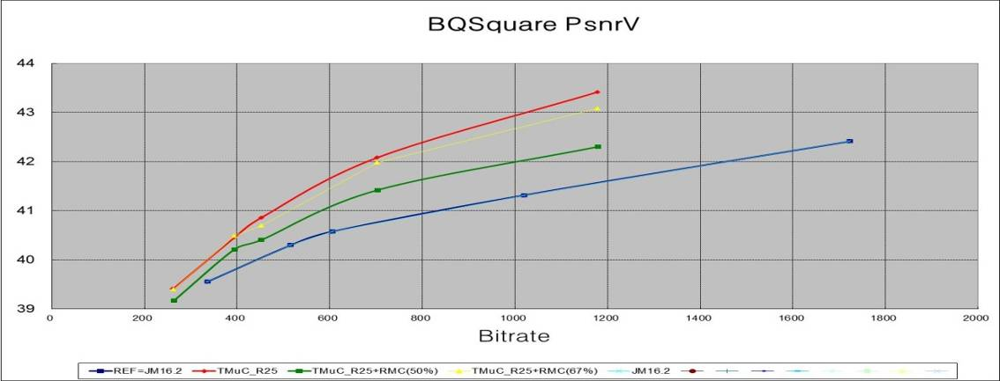 BQSquare PsnrV
44
43
42
41
40
39
0 200 400 600 800 1000 1200 1400 1600 1800 2000
Bitrate
REF=JM16.2 TMuC_R25 TMuC_R25+RMC(50%) TMuC_R25+RMC(67%) JM16.2